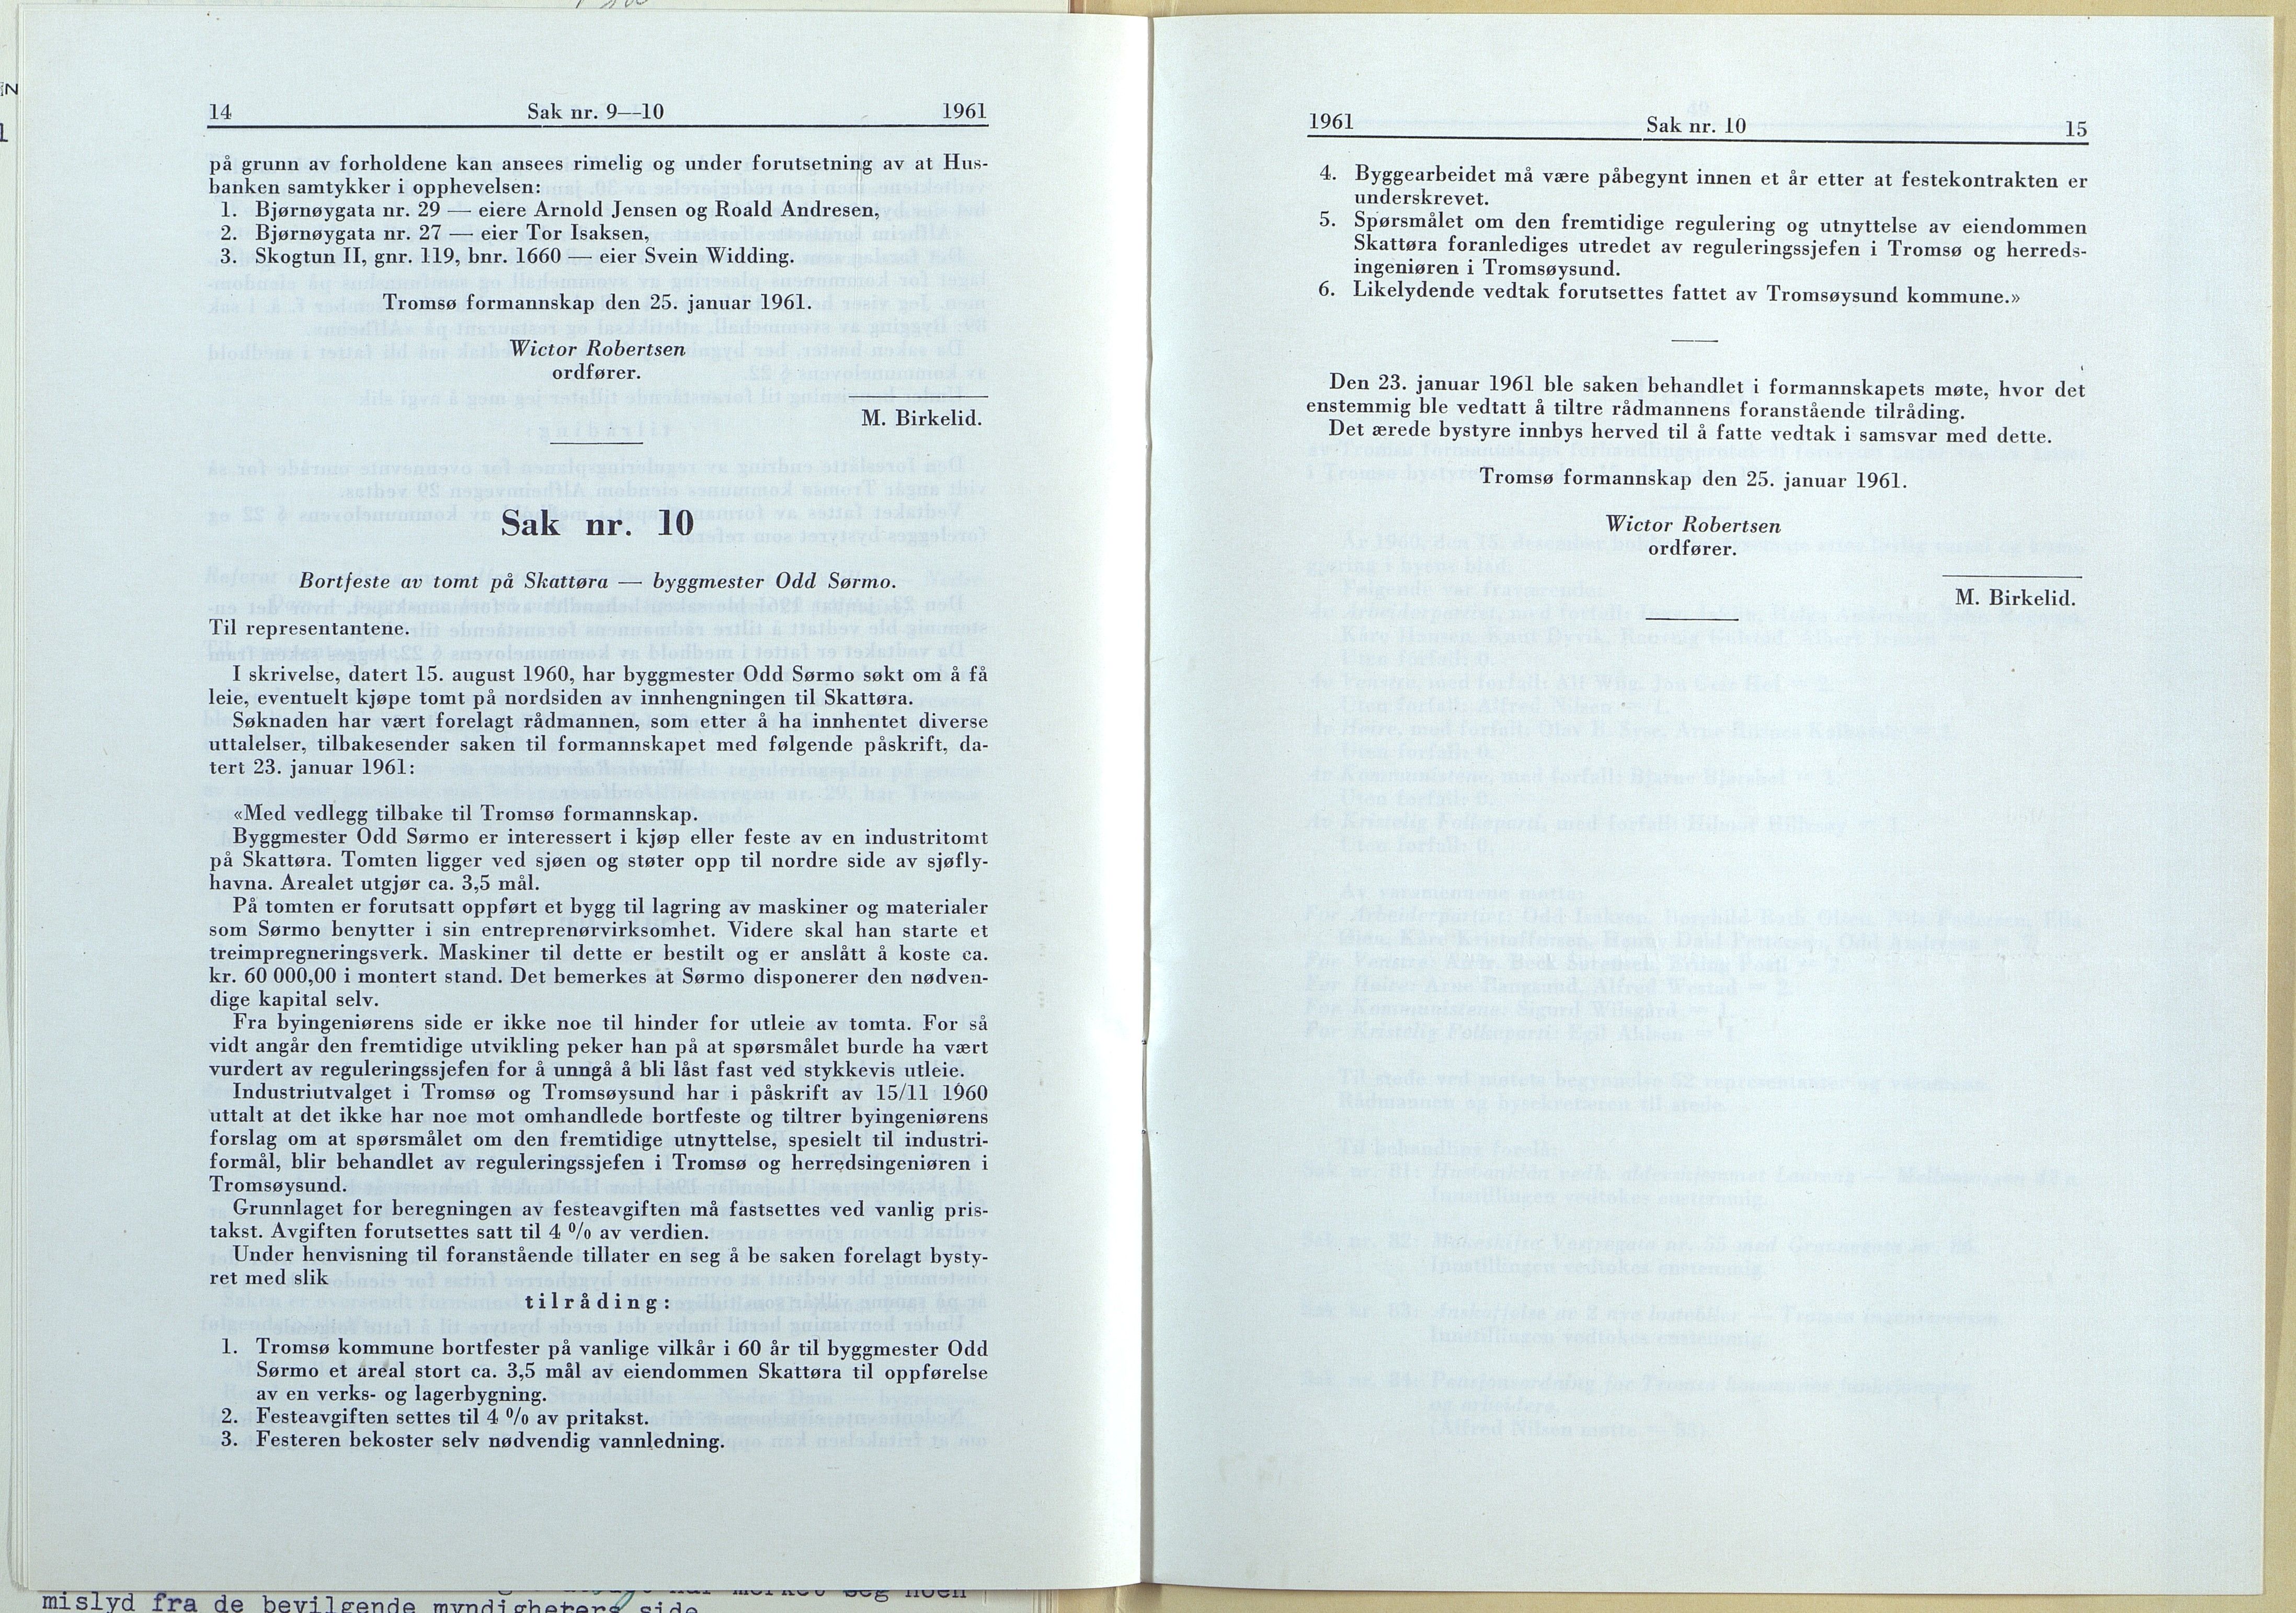 14 Sak nr. 9—10 1961
på grunn av forholdene kan ansees rimelig og under forutsetning av at Hus-
banken samtykker i opphevelsen:
1. Bjørnøygata nr. 29 — eiere Arnold Jensen og Roald Andresen,
2. Bjørnøygata nr. 27 — eier Tor Isaksen,
3. Skogtun II, gnr. 119, bnr. 1660 — eier Svein Widding.
Tromsø formannskap den 25. januar 1961.
Wictor Robertsen
ordfører.
M. Birkelid.
Sak nr. 10
Bortfeste av tomt på Skattøra — byggmester Odd Sørmo.
Til representantene.
I skrivelse, datert 15. august 1960, har byggmester Odd Sørmo søkt om å få
leie, eventuelt kjøpe tomt på nordsiden av innhengningen til Skattøra.
Søknaden har vært forelagt rådmannen, som etter å ha innhentet diverse
uttalelser, tilbakesender saken til formannskapet med følgende påskrift, da-
tert 23. januar 1961:
«Med vedlegg tilbake til Tromsø formannskap.
Byggmester Odd Sørmo er interessert i kjøp eller feste av en industritomt
på Skattøra. Tomten ligger ved sjøen og støter opp til nordre side av sjøfly-
havna. Arealet utgjør ca. 3,5 mål.
På tomten er forutsatt oppført et bygg til lagring av maskiner og materialer
som Sørmo benytter i sin entreprenørvirksomhet. Videre skal han starte et
treimpregneringsverk. Maskiner til dette er bestilt og er anslått å koste ca.
kr. 60 000,00 i montert stand. Det bemerkes at Sørmo disponerer den nødven-
dige kapital selv.
Fra byingeniørens side er ikke noe til hinder for utleie av tomta. For så
vidt angår den fremtidige utvikling peker han på at spørsmålet burde ha vært
vurdert av reguleringssjefen for å unngå å bli låst fast ved stykkevis utleie.
Industriutvalget i Tromsø og Tromsøysund har i påskrift av 15/11 1960
uttalt at det ikke har noe mot omhandlede bortfeste og tiltrer byingeniørens
forslag om at spørsmålet om den fremtidige utnyttelse, spesielt til industri-
formål, blir behandlet av reguleringssjefen i Tromsø og herredsingeniøren i
Tromsøysund.
Grunnlaget for beregningen av festeavgiften må fastsettes ved vanlig pris-
takst. Avgiften forutsettes satt til 4 % av verdien.
Under henvisning til foranstående tillater en seg å be saken forelagt bysty-
ret med slik
tilråding:
1. Tromsø kommune bortfester på vanlige vilkår i 60 år til byggmester Odd
Sørmo et areal stort ca. 3,5 mål av eiendommen Skattøra til oppførelse
av en verks- og lagerbygning.
2. Festeavgiften settes til 4 % av pritakst.
3. Festeren bekoster selv nødvendig vannledning.
mislyd fra de bevilgende myndigheters side
1961 Sak nr. 10 15
4. Byggearbeidet må være påbegynt innen et år etter at festekontrakten er
underskrevet.
5. Spørsmålet om den fremtidige regulering og utnyttelse av eiendommen
Skattøra foranlediges utredet av reguleringssjefen i Tromsø og herreds-
ingeniøren i Tromsøysund.
6. Likelydende vedtak forutsettes fattet av Tromsøysund kommune.»
Den 23. januar 1961 ble saken behandlet i formannskapets møte, hvor det
enstemmig ble vedtatt å tiltre rådmannens foranstående tilråding.
Det ærede bystyre innbys herved til å fatte vedtak i samsvar med dette.
Tromsø formannskap den 25. januar 1961.
Wictor Robertsen
ordfører.
M. Birkelid.